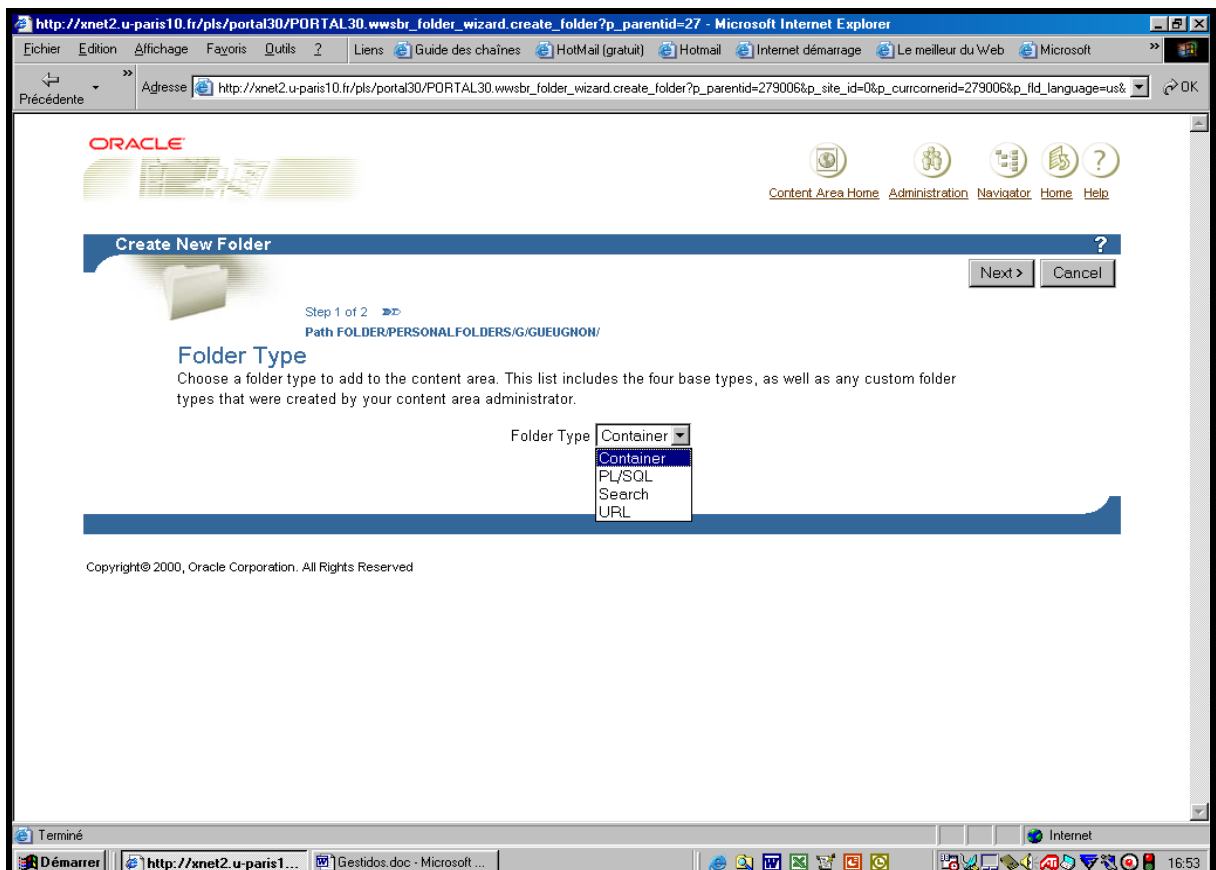 http://xnet2.u-paris10.fr/pls/portal30/PORTAL30.wwsbr_folder_wizard.create_folder?p_parentid=27 - Microsoft Internet Explorer
Fichier Edition Affichage Favoris Outils ? Liens Guide des chaînes HotMail (gratuit) Hotmail Internet démarrage Le meilleur du Web Microsoft »
Précédente » Adresse http://xnet2.u-paris10.fr/pls/portal30/PORTAL30.wwsbr_folder_wizard.create_folder?p_parentid=279006&p_site_id=0&p_currcornerid=279006&p_fld_language=us& OK
ORACLE
Content Area Home Administration Navigator Home Help
Create New Folder ?
Next > Cancel
Step 1 of 2
Path FOLDER/PERSONALFOLDERS/G/GUEUGNON/
Folder Type
Choose a folder type to add to the content area. This list includes the four base types, as well as any custom folder
types that were created by your content area administrator.
Folder Type Container
Container
PL/SQL
Search
URL
Copyright© 2000, Oracle Corporation. All Rights Reserved
Terminé Internet
Démarrer http://xnet2.u-paris1... Gestidos.doc - Microsoft ... 16:53